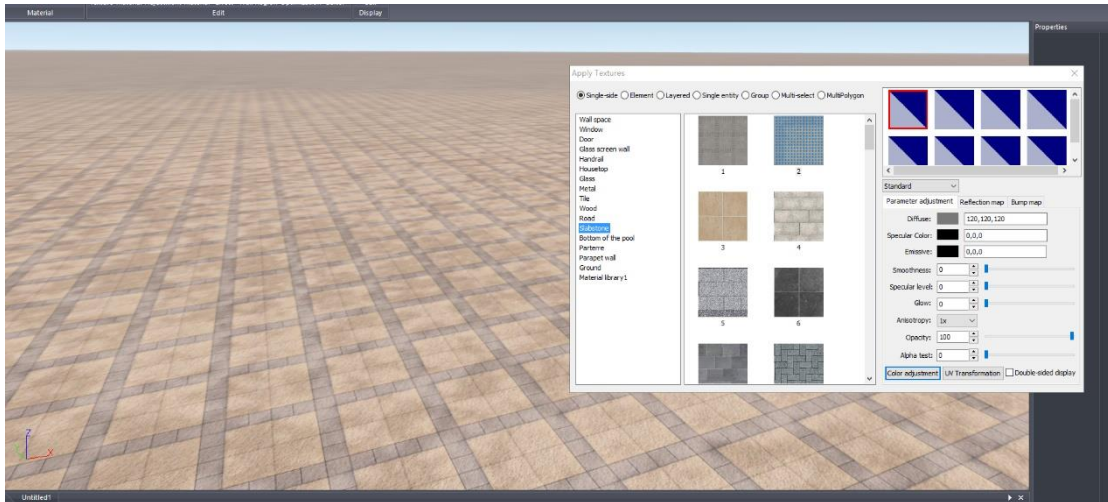 Material
Edit
Display
Properties
Apply Textures
Single-side Element Layered Single entity Group Multi-select MultiPolygon
Wall space
Window
Door
Glass screen wall
Handrail
Housetop
Glass
Metal
Tile
Wood
Road
Slabstone
Bottom of the pool
Parterre
Parapet wall
Ground
Material library1
1
2
3
4
5
6
Standard
Parameter adjustment Reflection map Bump map
Diffuse: 120,120,120
Specular Color: 0,0,0
Emissive: 0,0,0
Smoothness: 0
Specular level: 0
Glow: 0
Anisotropy: 1x
Opacity: 100
Alpha test: 0
Color adjustment UV Transformation Double-sided display
Z
X
Untitled1